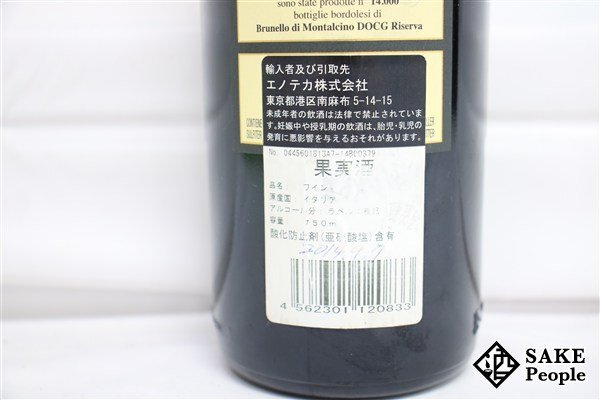 sono state prodotte n° 14.000
bottiglie bordolesi di
Brunello di Montalcino DOCG Riserva
輸入者及び引取先
エノテカ株式会社
東京都港区南麻布 5-14-15
未成年者の飲酒は法律で禁止されています。
妊娠中や授乳期の飲酒は、胎児・乳児の
発育に悪影響を与えるおそれがあります。
果実酒
品名: ワイン
原産国: イタリア
アルコール分:
容量: 750ml
酸化防止剤(亜硫酸塩)含有
4 562301 120833
SAKE
People